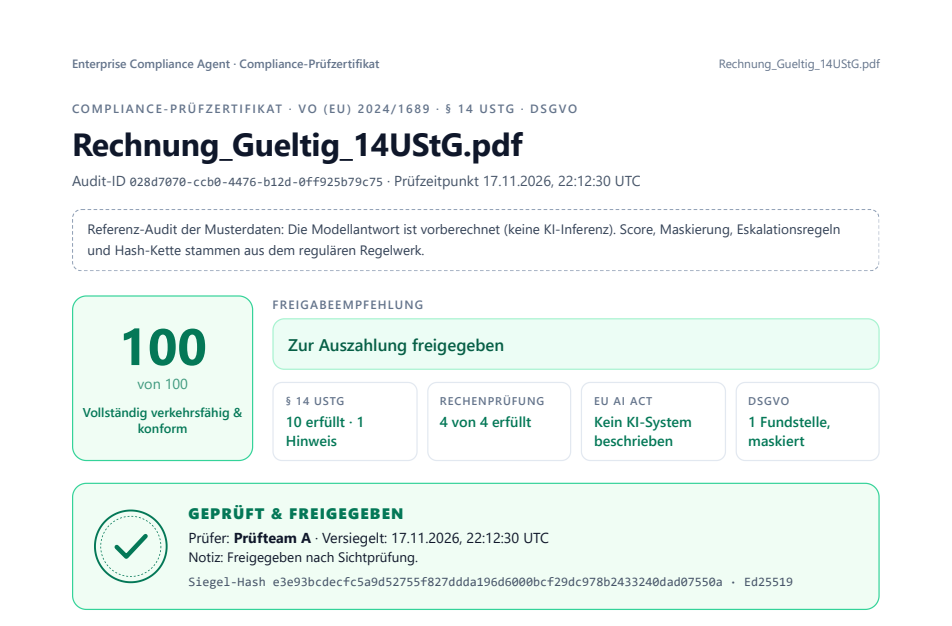 Enterprise Compliance Agent · Compliance-Prüfzertifikat
Rechnung_Gueltig_14UStG.pdf
COMPLIANCE-PRÜFZERTIFIKAT · VO (EU) 2024/1689 · § 14 USTG · DSGVO
Rechnung_Gueltig_14UStG.pdf
Audit-ID 028d7070-ccb0-4476-b12d-0ff925b79c75 · Prüfzeitpunkt 17.11.2026, 22:12:30 UTC
Referenz-Audit der Musterdaten: Die Modellantwort ist vorberechnet (keine KI-Inferenz). Score, Maskierung, Eskalationsregeln
und Hash-Kette stammen aus dem regulären Regelwerk.
100
von 100
Vollständig verkehrsfähig &
konform
FREIGABEEMPFEHLUNG
Zur Auszahlung freigegeben
§ 14 USTG
10 erfüllt · 1
Hinweis
RECHENPRÜFUNG
4 von 4 erfüllt
EU AI ACT
Kein KI-System
beschrieben
DSGVO
1 Fundstelle,
maskiert
GEPRÜFT & FREIGEGEBEN
Prüfer: Prüfteam A · Versiegelt: 17.11.2026, 22:12:30 UTC
Notiz: Freigegeben nach Sichtprüfung.
Siegel-Hash e3e93bcdecfc5a9d52755f827ddda196d6000bcf29dc978b2433240dad07550a · Ed25519